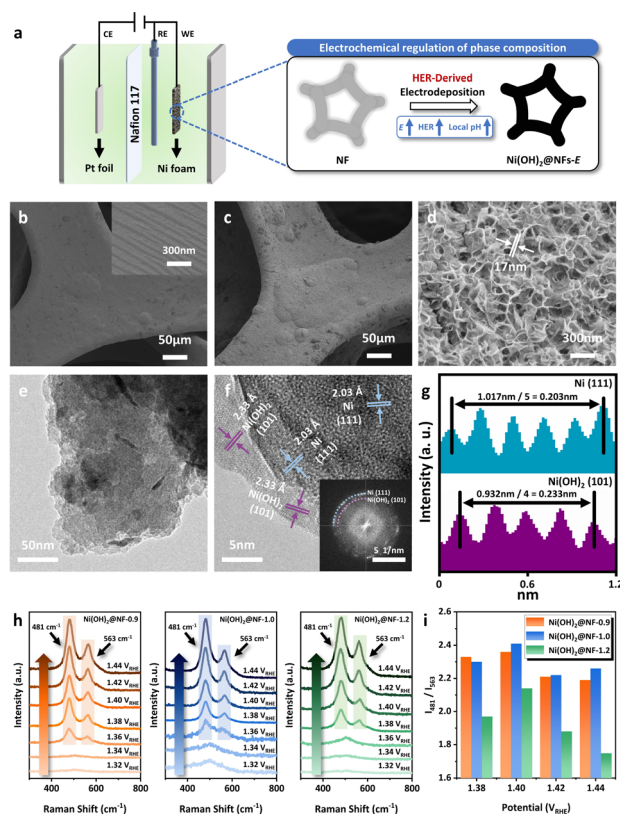 a
CE
RE
WE
Nafion 117
Pt foil
Ni foam
Electrochemical regulation of phase composition
HER-Derived
Electrodeposition
E HER Local pH
NF
Ni(OH)2@NFs-E
b
300nm
50μm
c
50μm
d
17nm
300nm
e
50nm
f
2.33 Å
Ni(OH)2
(101)
2.03 Å
Ni
(111)
2.03 Å
Ni
(111)
2.33 Å
Ni(OH)2
(101)
Ni (111)
Ni(OH)2 (101)
5 1/nm
5nm
g
Ni (111)
1.017nm / 5 = 0.203nm
Ni(OH)2 (101)
0.932nm / 4 = 0.233nm
Intensity (a. u.)
0 0.6 1.2
nm
h
Ni(OH)2@NF-0.9
481 cm-1
563 cm-1
1.44 VRHE
1.42 VRHE
1.40 VRHE
1.38 VRHE
1.36 VRHE
1.34 VRHE
1.32 VRHE
Intensity (a.u.)
400 600 800
Raman Shift (cm-1)
Ni(OH)2@NF-1.0
481 cm-1
563 cm-1
1.44 VRHE
1.42 VRHE
1.40 VRHE
1.38 VRHE
1.36 VRHE
1.34 VRHE
1.32 VRHE
Intensity (a.u.)
400 600 800
Raman Shift (cm-1)
Ni(OH)2@NF-1.2
481 cm-1
563 cm-1
1.44 VRHE
1.42 VRHE
1.40 VRHE
1.38 VRHE
1.36 VRHE
1.34 VRHE
1.32 VRHE
Intensity (a.u.)
400 600 800
Raman Shift (cm-1)
i
Ni(OH)2@NF-0.9
Ni(OH)2@NF-1.0
Ni(OH)2@NF-1.2
I481 / I563
2.6
2.4
2.2
2.0
1.8
1.6
1.38 1.40 1.42 1.44
Potential (VRHE)